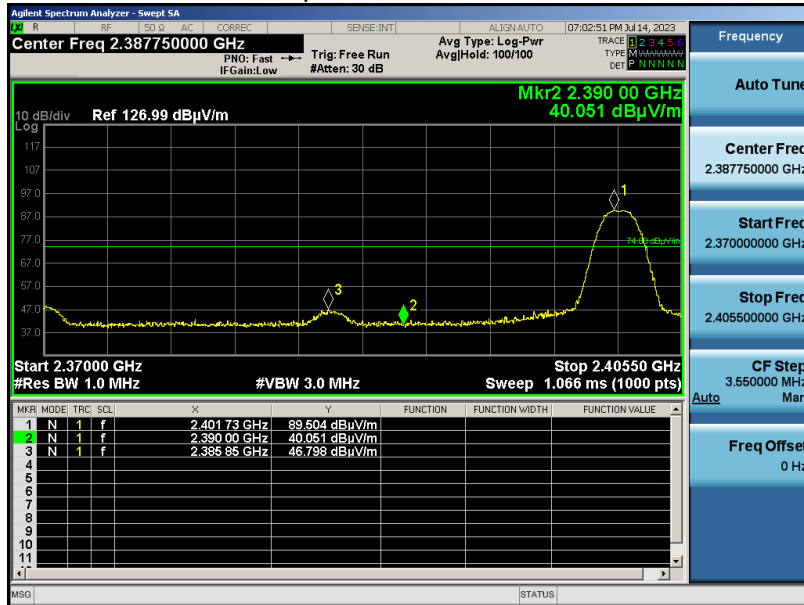 Agilent Spectrum Analyzer - Swept SA
LXI R RF 50 Ω AC CORREC SENSE:INT ALIGN AUTO 07:02:51 PM Jul 14, 2023
Center Freq 2.387750000 GHz
PNO: Fast
IFGain:Low
Trig: Free Run
#Atten: 30 dB
Avg Type: Log-Pwr
Avg|Hold: 100/100
TRACE 1 2 3 4 5 6
TYPE M
DET P N N N N N
Mkr2 2.390 00 GHz
40.051 dBµV/m
10 dB/div
Log
Ref 126.99 dBµV/m
117
107
97.0
87.0
77.0
67.0
57.0
47.0
37.0
1
74.00 dBµV/m
3
2
Start 2.37000 GHz
#Res BW 1.0 MHz
#VBW 3.0 MHz
Stop 2.40550 GHz
Sweep 1.066 ms (1000 pts)
MKR MODE TRC SCL X Y FUNCTION FUNCTION WIDTH FUNCTION VALUE
1 N 1 f 2.401 73 GHz 89.504 dBµV/m
2 N 1 f 2.390 00 GHz 40.051 dBµV/m
3 N 1 f 2.385 85 GHz 46.798 dBµV/m
4
5
6
7
8
9
10
11
MSG STATUS
Frequency
Auto Tune
Center Freq
2.387750000 GHz
Start Freq
2.370000000 GHz
Stop Freq
2.405500000 GHz
CF Step
3.550000 MHz
Auto Man
Freq Offset
0 Hz